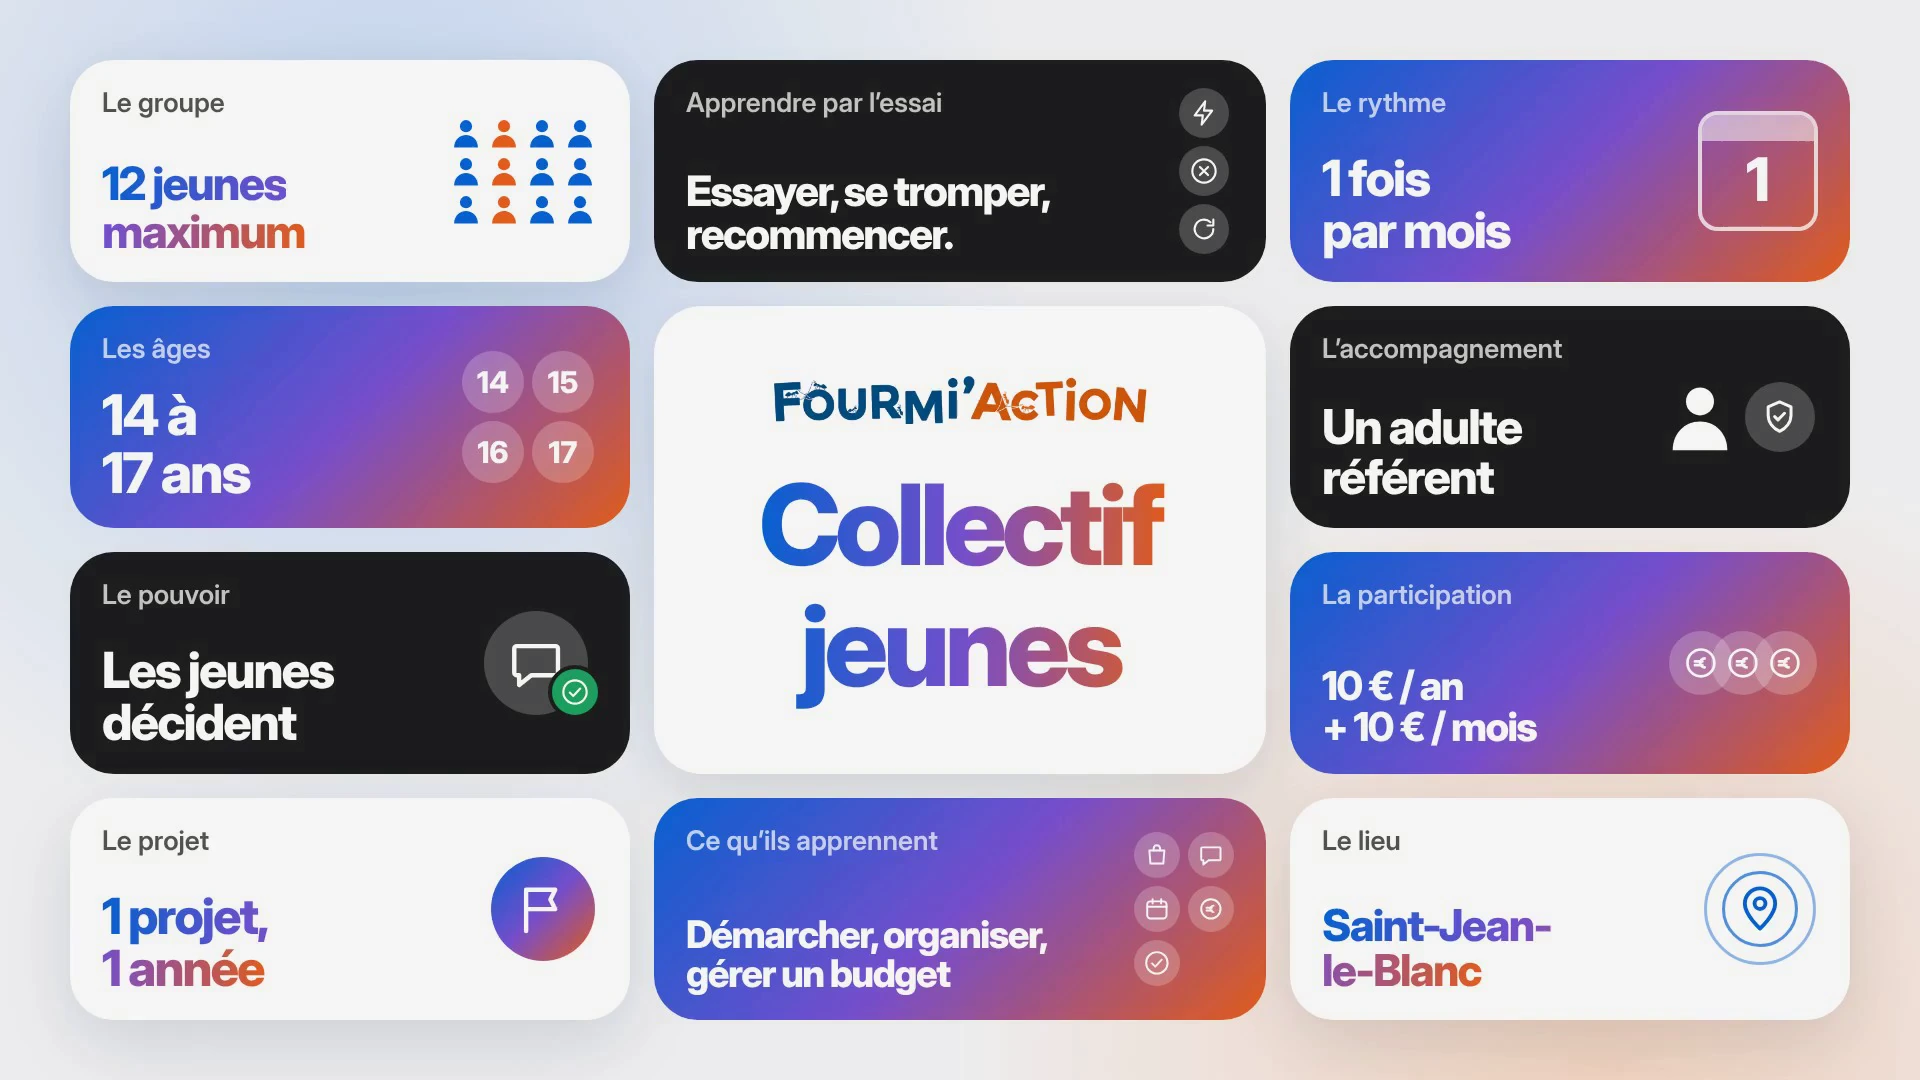 Le groupe
12 jeunes
maximum
Apprendre par l’essai
Essayer, se tromper,
recommencer.
Le rythme
1 fois
par mois
1
Les âges
14 à
17 ans
14 15
16 17
FOURMi’ACTiON
Collectif
jeunes
L’accompagnement
Un adulte
référent
Le pouvoir
Les jeunes
décident
La participation
10 € / an
+ 10 € / mois
Le projet
1 projet,
1 année
Ce qu’ils apprennent
Démarcher, organiser,
gérer un budget
Le lieu
Saint-Jean-
le-Blanc